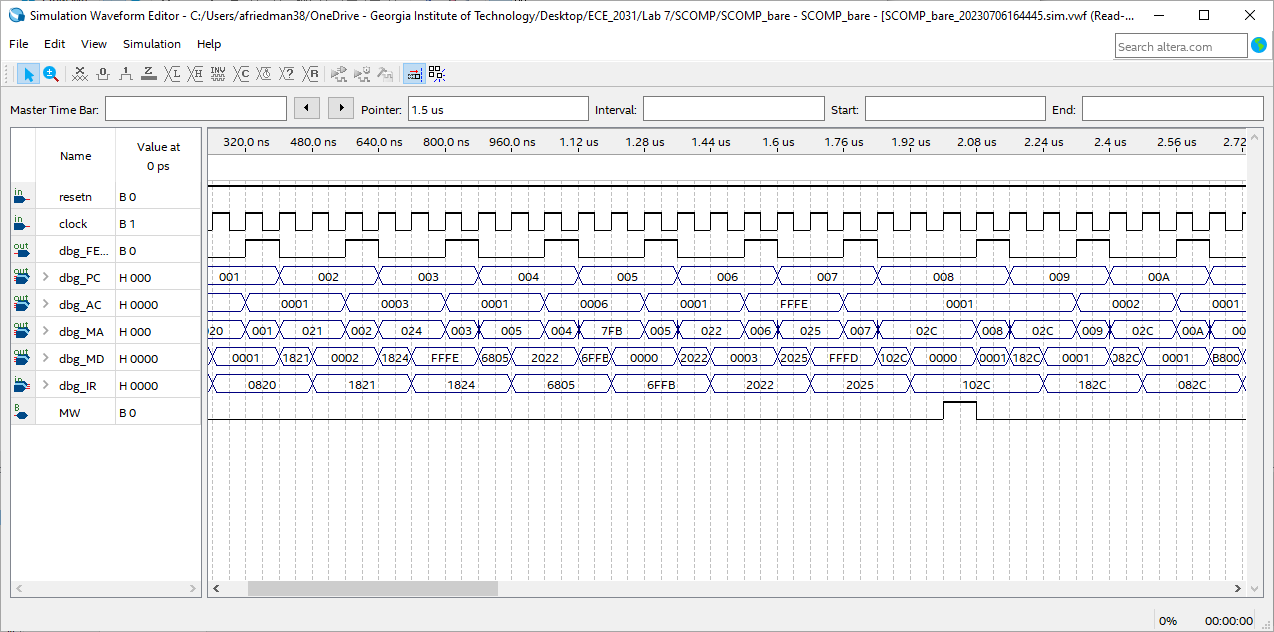 Simulation Waveform Editor - C:/Users/afriedman38/OneDrive - Georgia Institute of Technology/Desktop/ECE_2031/Lab 7/SCOMP/SCOMP_bare - SCOMP_bare - [SCOMP_bare_20230706164445.sim.vwf (Read-...
File Edit View Simulation Help
Search altera.com
Master Time Bar: Pointer: 1.5 us Interval: Start: End:
Name Value at 0 ps
320.0 ns 480.0 ns 640.0 ns 800.0 ns 960.0 ns 1.12 us 1.28 us 1.44 us 1.6 us 1.76 us 1.92 us 2.08 us 2.24 us 2.4 us 2.56 us 2.72
in resetn B 0
in clock B 1
out dbg_FE... B 0
out dbg_PC H 000 001 002 003 004 005 006 007 008 009 00A
out dbg_AC H 0000 0001 0003 0001 0006 0001 FFFE 0001 0002 0001
out dbg_MA H 000 020 001 021 002 024 003 005 004 7FB 005 022 006 025 007 02C 008 02C 009 02C 00A 00
out dbg_MD H 0000 0001 1821 0002 1824 FFFE 6805 2022 6FFB 0000 2022 0003 2025 FFFD 102C 0000 0001 182C 0001 082C 0001 B800
in dbg_IR H 0000 0820 1821 1824 6805 6FFB 2022 2025 102C 182C 082C
B MW B 0
0% 00:00:00